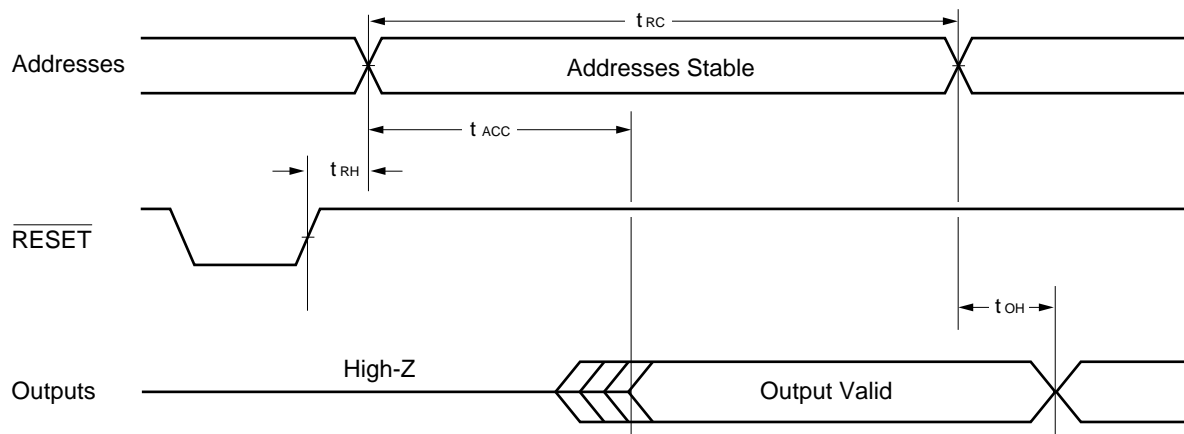 t RC
Addresses
Addresses Stable
t ACC
t RH
RESET
t OH
High-Z
Outputs
Output Valid